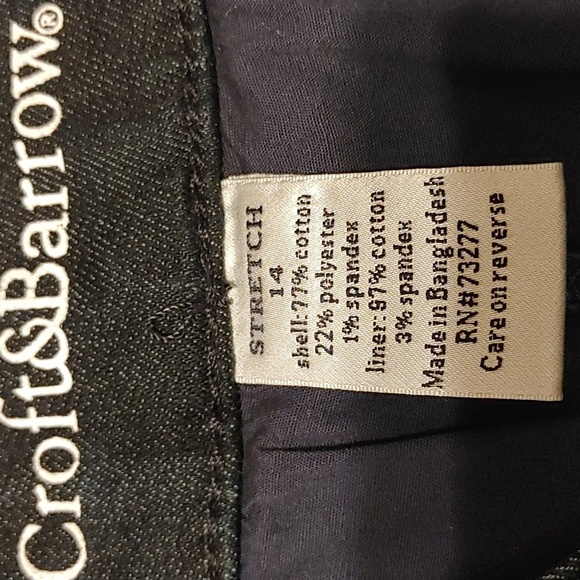 Croft&Barrow®
STRETCH
14
shell: 77% cotton
22% polyester
1% spandex
liner: 97% cotton
3% spandex
Made in Bangladesh
RN#73277
Care on reverse